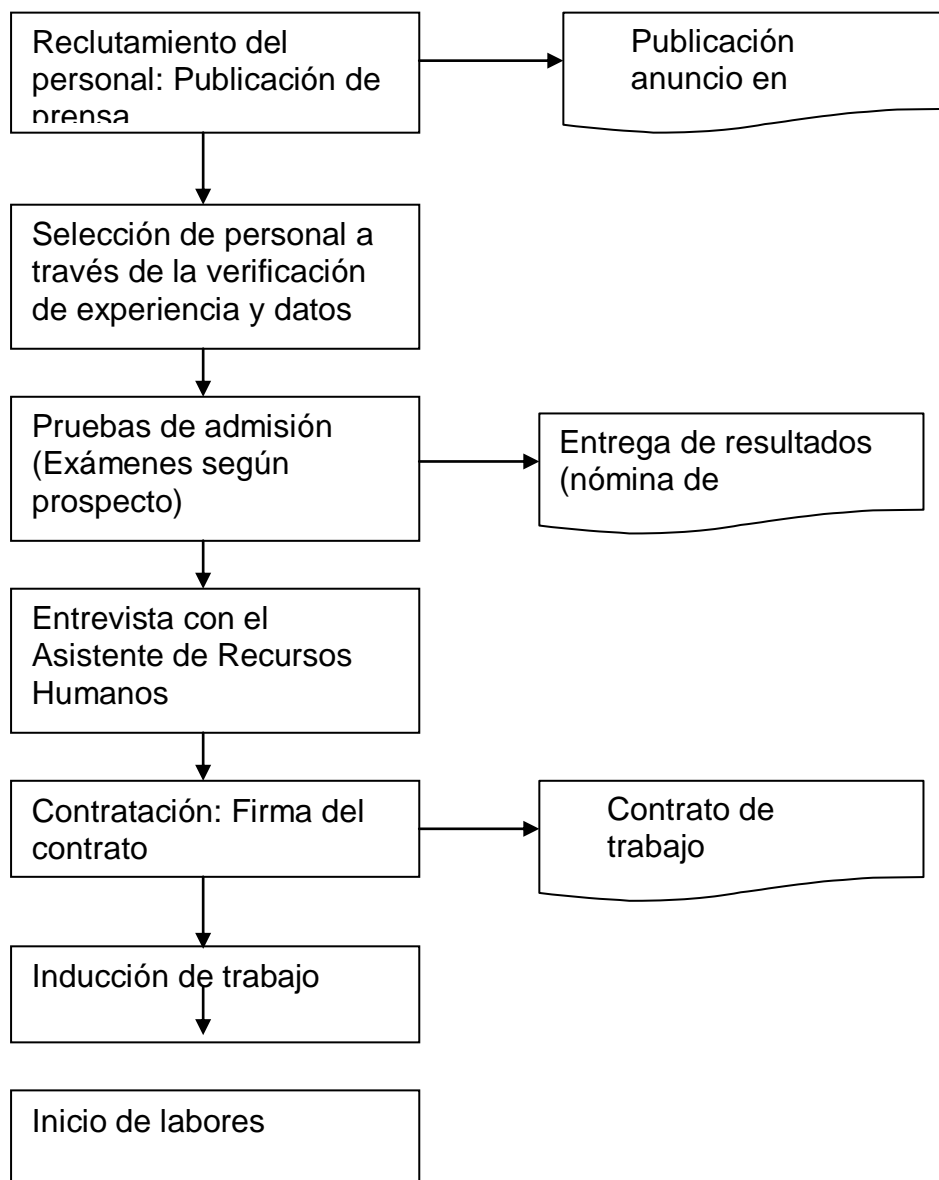 Reclutamiento del
personal: Publicación de
prensa
Publicación
anuncio en
Selección de personal a
través de la verificación
de experiencia y datos
Pruebas de admisión
(Exámenes según
prospecto)
Entrega de resultados
(nómina de
Entrevista con el
Asistente de Recursos
Humanos
Contratación: Firma del
contrato
Contrato de
trabajo
Inducción de trabajo
Inicio de labores